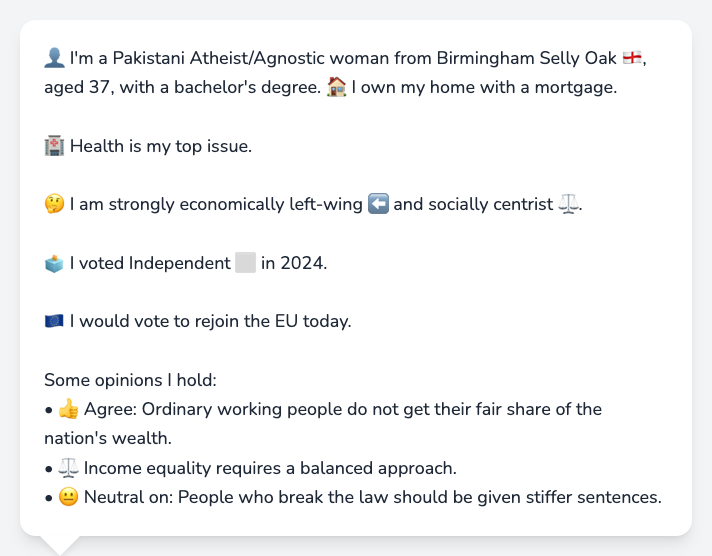 👤 I'm a Pakistani Atheist/Agnostic woman from Birmingham Selly Oak 🏴󠁧󠁢󠁥󠁮󠁧󠁿,
aged 37, with a bachelor's degree. 🏠 I own my home with a mortgage.
🏥 Health is my top issue.
🤔 I am strongly economically left-wing ⬅️ and socially centrist ⚖️.
🗳️ I voted Independent ⬜ in 2024.
🇪🇺 I would vote to rejoin the EU today.
Some opinions I hold:
• 👍 Agree: Ordinary working people do not get their fair share of the
nation's wealth.
• ⚖️ Income equality requires a balanced approach.
• 😐 Neutral on: People who break the law should be given stiffer sentences.